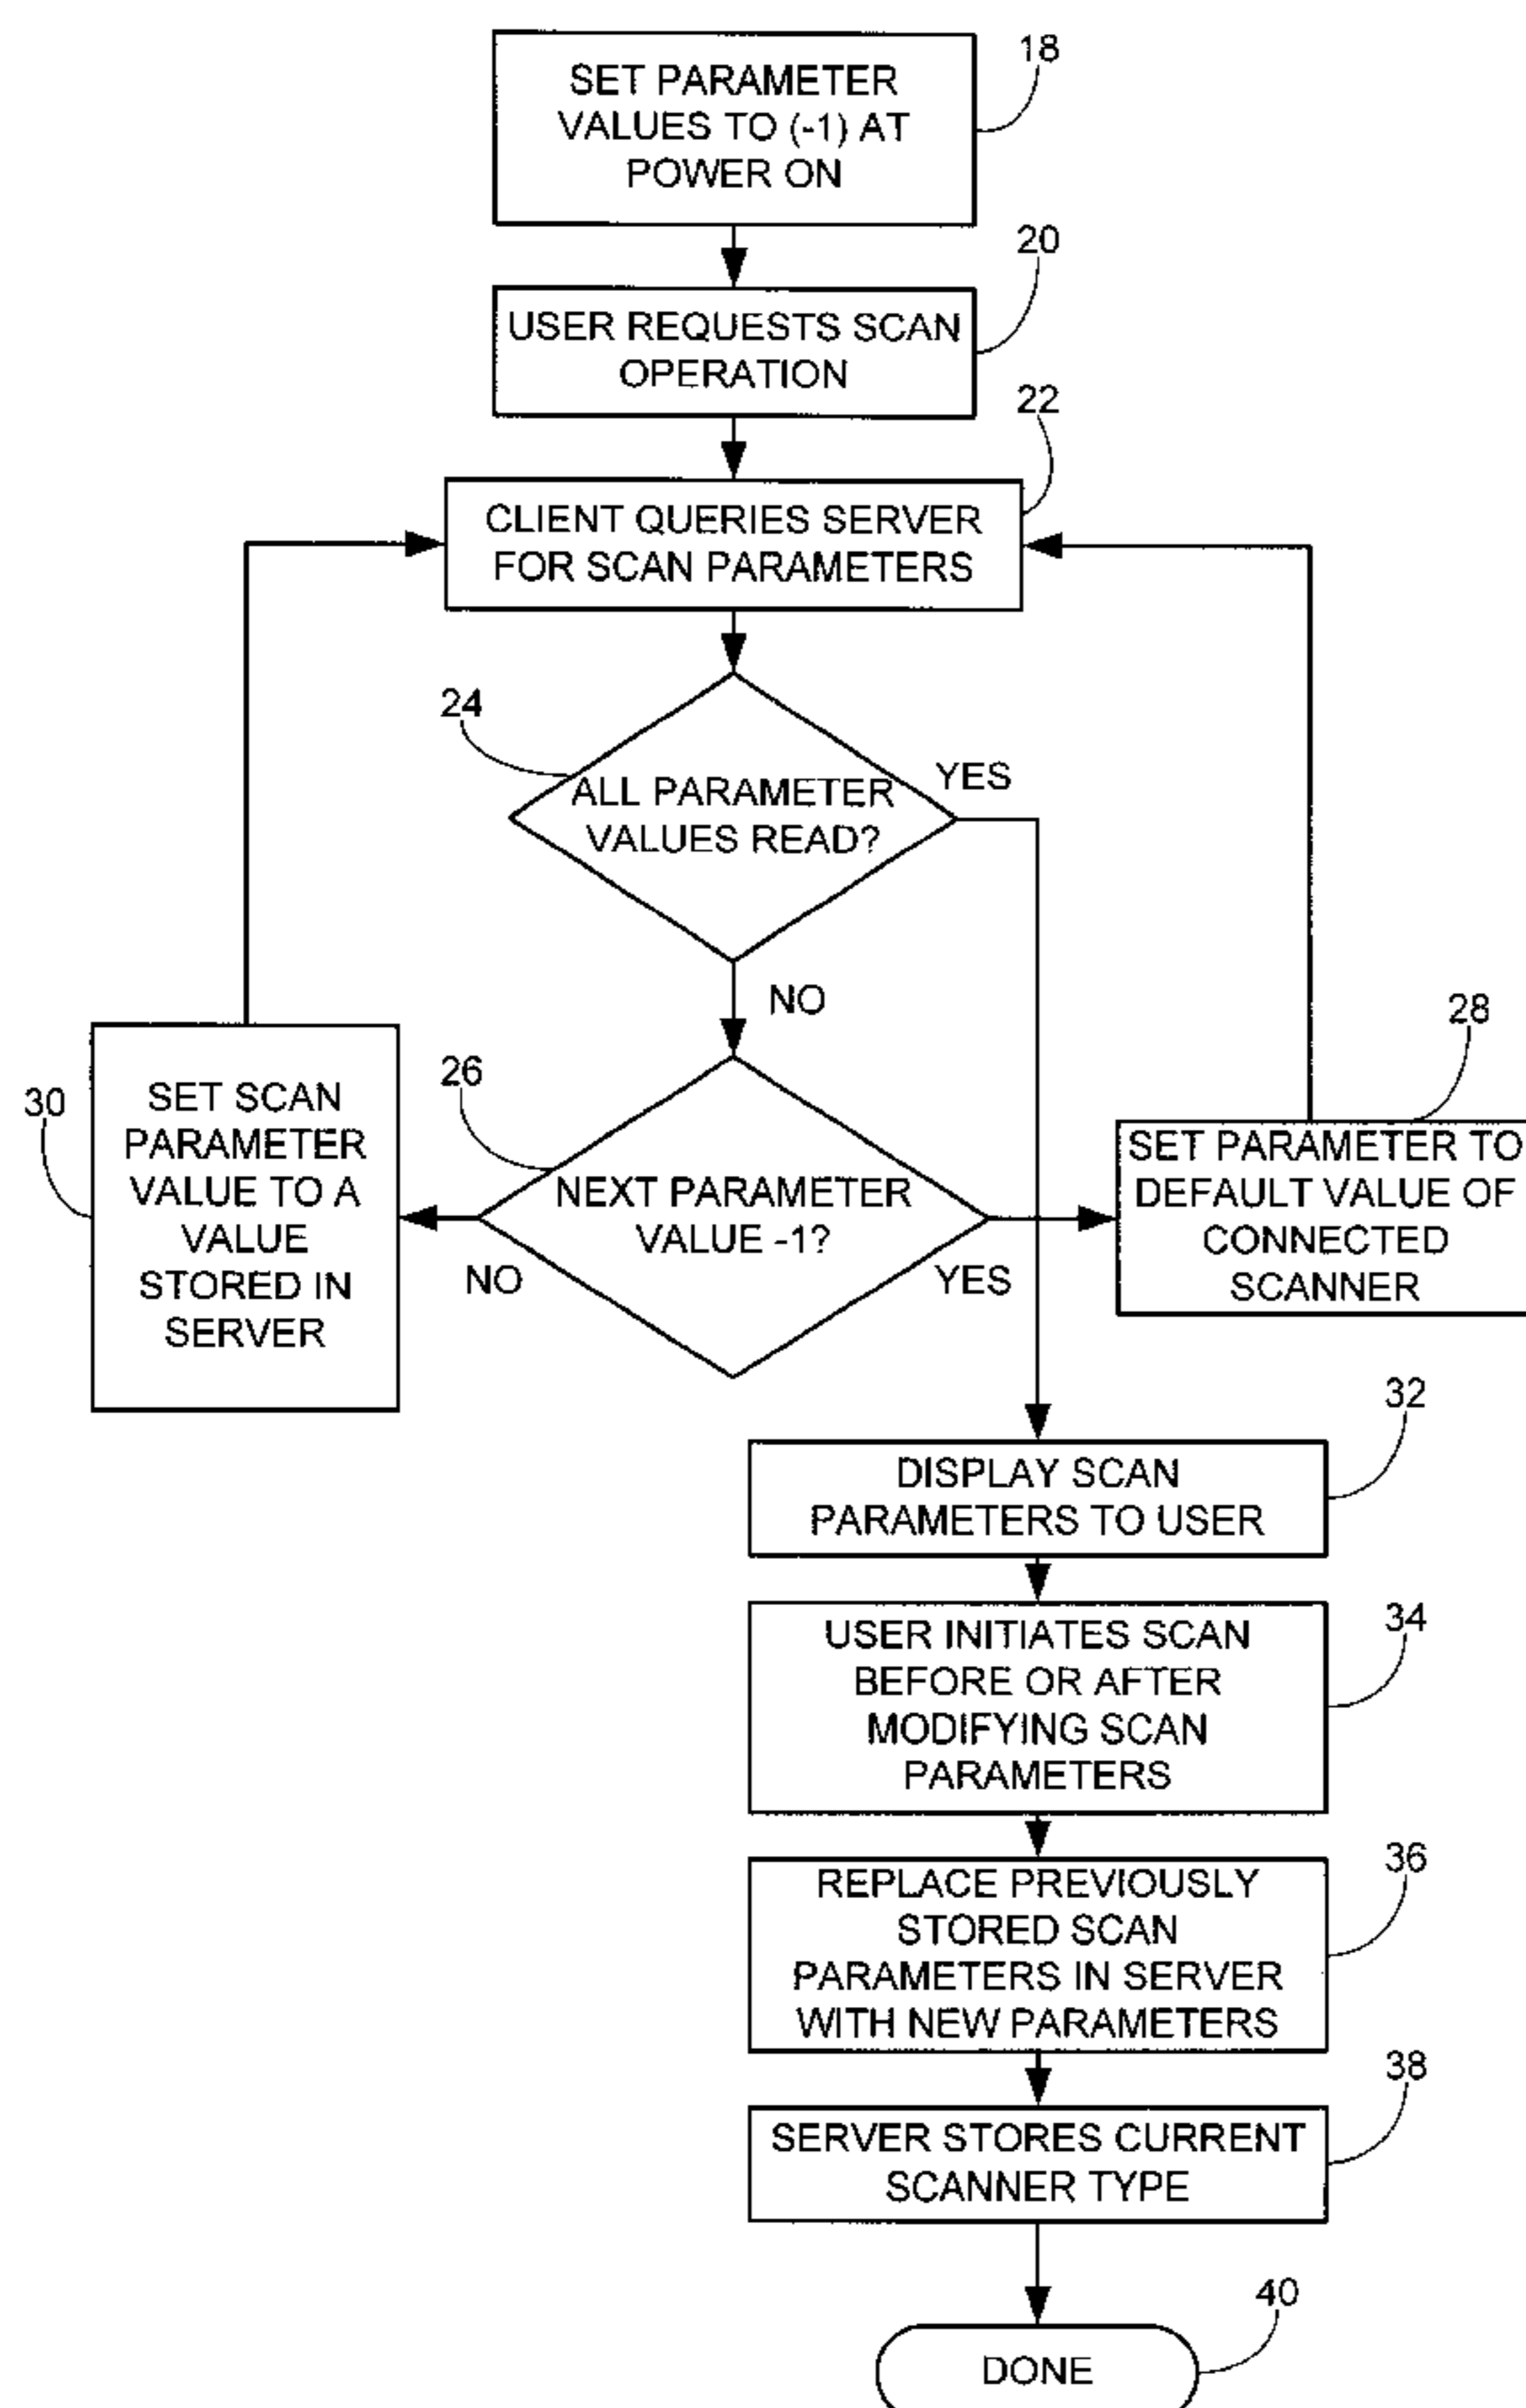 18
SET PARAMETER
VALUES TO (-1) AT
POWER ON
20
USER REQUESTS SCAN
OPERATION
22
CLIENT QUERIES SERVER
FOR SCAN PARAMETERS
24
ALL PARAMETER
VALUES READ?
YES
NO
26
NEXT PARAMETER
VALUE -1?
NO
YES
30
SET SCAN
PARAMETER
VALUE TO A
VALUE
STORED IN
SERVER
28
SET PARAMETER TO
DEFAULT VALUE OF
CONNECTED
SCANNER
32
DISPLAY SCAN
PARAMETERS TO USER
34
USER INITIATES SCAN
BEFORE OR AFTER
MODIFYING SCAN
PARAMETERS
36
REPLACE PREVIOUSLY
STORED SCAN
PARAMETERS IN SERVER
WITH NEW PARAMETERS
38
SERVER STORES CURRENT
SCANNER TYPE
40
DONE